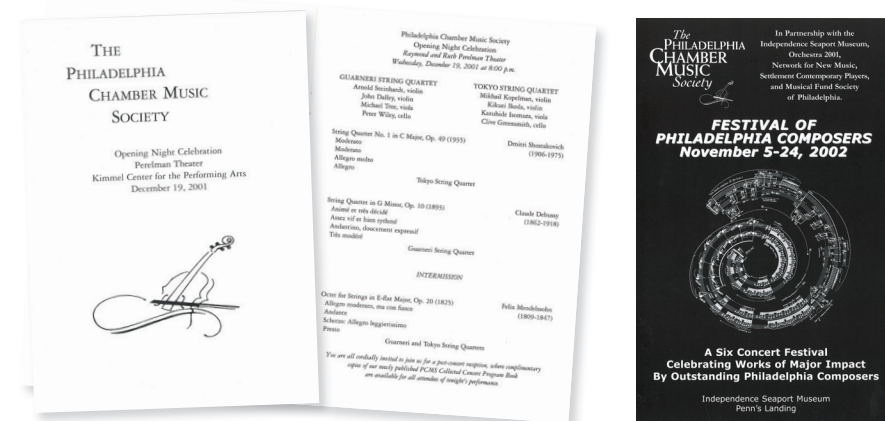 THE
PHILADELPHIA
CHAMBER MUSIC
SOCIETY
Opening Night Celebration
Perelman Theater
Kimmel Center for the Performing Arts
December 19, 2001
Philadelphia Chamber Music Society
Opening Night Celebration
Raymond and Ruth Perelman Theater
Wednesday, December 19, 2001 at 8:00 p.m.
GUARNERI STRING QUARTET
Arnold Steinhardt, violin
John Dalley, violin
Michael Tree, viola
Peter Wiley, cello
TOKYO STRING QUARTET
Mikhail Kopelman, violin
Kikuei Ikeda, violin
Kazuhide Isomura, viola
Clive Greensmith, cello
String Quartet No. 1 in C Major, Op. 49 (1935)
Moderato
Moderato
Allegro molto
Allegro
Dmitri Shostakovich
(1906-1975)
Tokyo String Quartet
String Quartet in G Minor, Op. 10 (1893)
Animé et très décidé
Assez vif et bien rythmé
Andantino, doucement expressif
Très modéré
Claude Debussy
(1862-1918)
Guarneri String Quartet
INTERMISSION
Octet for Strings in E-flat Major, Op. 20 (1825)
Allegro moderato, ma con fuoco
Andante
Scherzo: Allegro leggierissimo
Presto
Felix Mendelssohn
(1809-1847)
Guarneri and Tokyo String Quartets
You are all cordially invited to join us for a post-concert reception, where complimentary
copies of our newly published PCMS Collected Concert Program Book
are available for all attendees of tonight's performance.
The
PHILADELPHIA
CHAMBER
MUSIC
Society
In Partnership with the
Independence Seaport Museum,
Orchestra 2001,
Network for New Music,
Settlement Contemporary Players,
and Musical Fund Society
of Philadelphia.
FESTIVAL OF
PHILADELPHIA COMPOSERS
November 5-24, 2002
A Six Concert Festival
Celebrating Works of Major Impact
By Outstanding Philadelphia Composers
Independence Seaport Museum
Penn's Landing